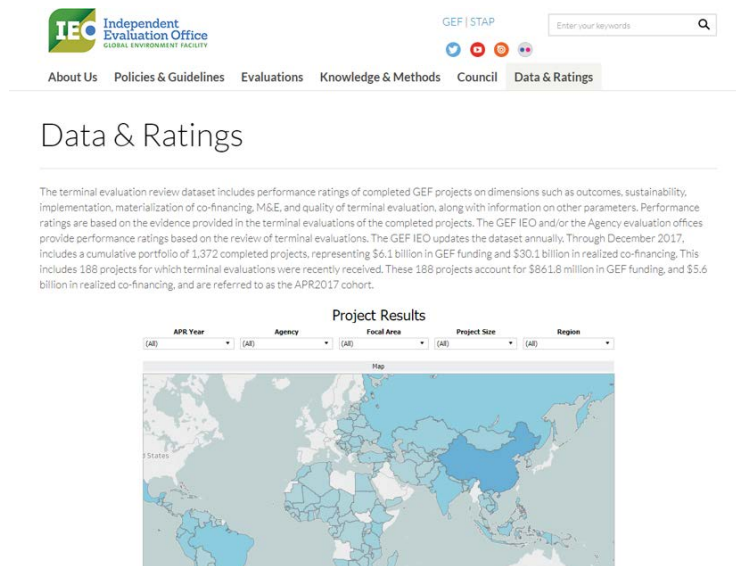 IEO Independent
Evaluation Office
GLOBAL ENVIRONMENT FACILITY
GEF | STAP
Enter your keywords
About Us Policies & Guidelines Evaluations Knowledge & Methods Council Data & Ratings
Data & Ratings
The terminal evaluation review dataset includes performance ratings of completed GEF projects on dimensions such as outcomes, sustainability,
implementation, materialization of co-financing, M&E, and quality of terminal evaluation, along with information on other parameters. Performance
ratings are based on the evidence provided in the terminal evaluations of the completed projects. The GEF IEO and/or the Agency evaluation offices
provide performance ratings based on the review of terminal evaluations. The GEF IEO updates the dataset annually. Through December 2017,
includes a cumulative portfolio of 1,372 completed projects, representing $6.1 billion in GEF funding and $30.1 billion in realized co-financing. This
includes 188 projects for which terminal evaluations were recently received. These 188 projects account for $861.8 million in GEF funding, and $5.6
billion in realized co-financing, and are referred to as the APR2017 cohort.
Project Results
APR Year Agency Focal Area Project Size Region
(All) (All) (All) (All) (All)
Map
d States